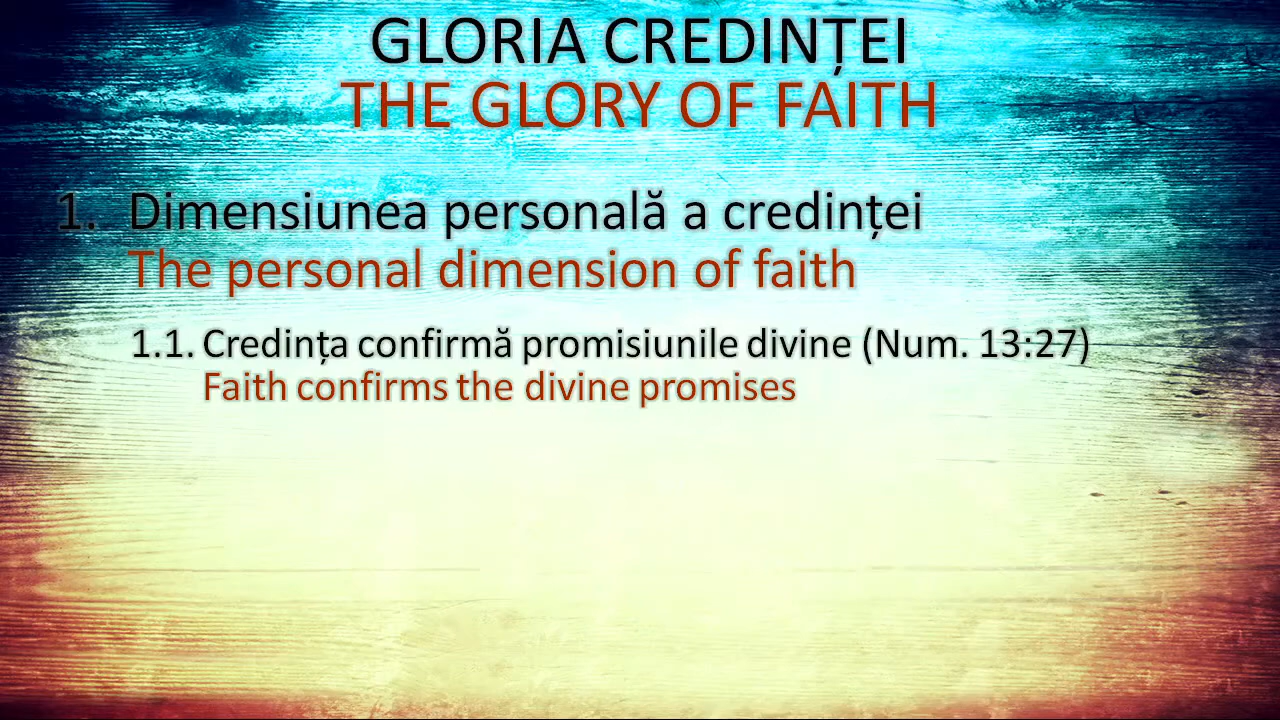 GLORIA CREDINȚEI
THE GLORY OF FAITH
1. Dimensiunea personală a credinței
The personal dimension of faith
1.1. Credința confirmă promisiunile divine (Num. 13:27)
Faith confirms the divine promises